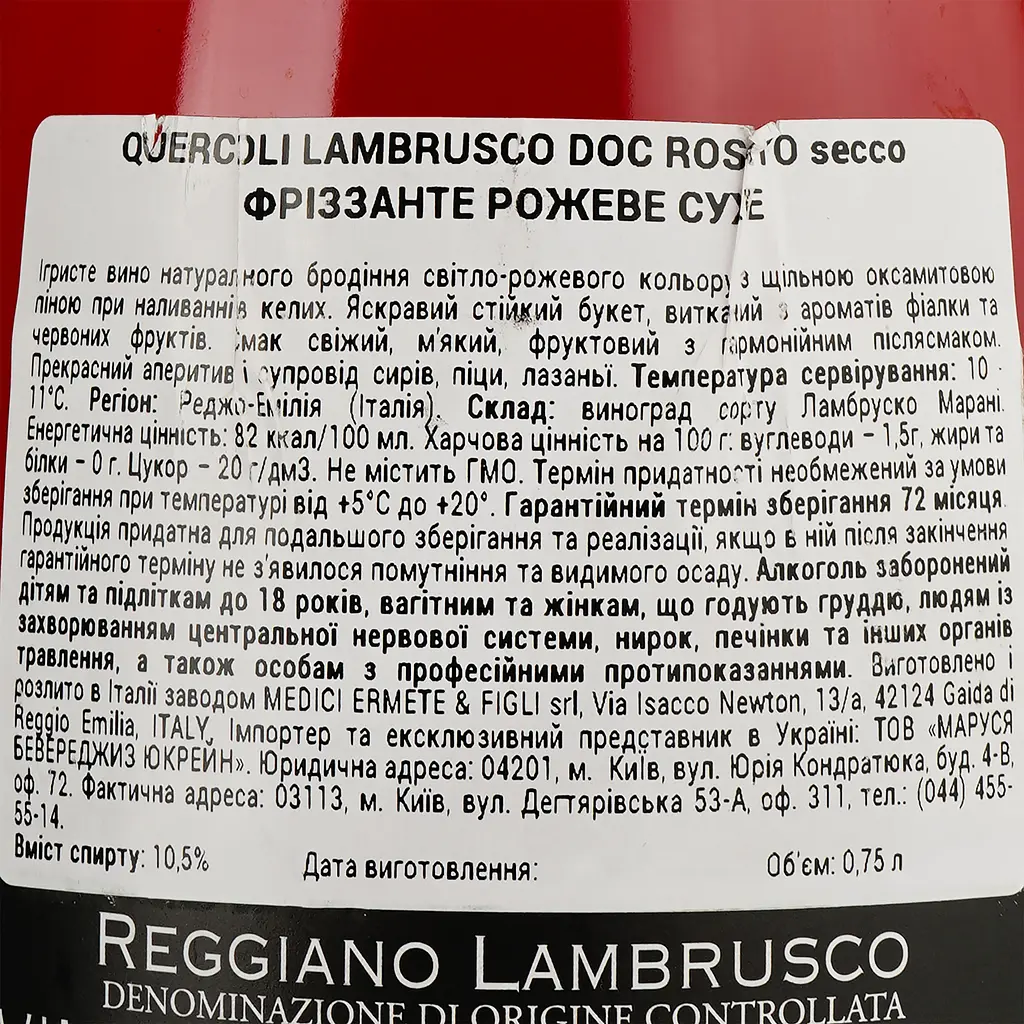 QUERCIOLI LAMBRUSCO DOC ROSATO secco
ФРІЗЗАНТЕ РОЖЕВЕ СУХЕ
Ігристе вино натурального бродіння світло-рожевого кольору з щільною оксамитовою
піною при наливанні в келих. Яскравий стійкий букет, витканий з ароматів фіалки та
червоних фруктів. Смак свіжий, м'який, фруктовий з гармонійним післясмаком.
Прекрасний аперитив і супровід сирів, піци, лазаньї. Температура сервірування: 10 -
11°С. Регіон: Реджо-Емілія (Італія). Склад: виноград сорту Ламбруско Марані.
Енергетична цінність: 82 ккал/100 мл. Харчова цінність на 100 г: вуглеводи – 1,5г, жири та
білки – 0 г. Цукор – 20 г/дм3. Не містить ГМО. Термін придатності необмежений за умови
зберігання при температурі від +5°С до +20°. Гарантійний термін зберігання 72 місяця.
Продукція придатна для подальшого зберігання та реалізації, якщо в ній після закінчення
гарантійного терміну не з'явилося помутніння та видимого осаду. Алкоголь заборонений
дітям та підліткам до 18 років, вагітним та жінкам, що годують груддю, людям із
захворюванням центральної нервової системи, нирок, печінки та інших органів
травлення, а також особам з професійними протипоказаннями. Виготовлено і
розлито в Італії заводом MEDICI ERMETE & FIGLI srl, Via Isacco Newton, 13/a, 42124 Gaida di
Reggio Emilia, ITALY, Імпортер та ексклюзивний представник в Україні: ТОВ «МАРУСЯ
БЕВЕРЕДЖИЗ ЮКРЕЙН». Юридична адреса: 04201, м. Київ, вул. Юрія Кондратюка, буд. 4-В,
оф. 72. Фактична адреса: 03113, м. Київ, вул. Дегтярівська 53-А, оф. 311, тел.: (044) 455-
55-14.
Вміст спирту: 10,5% Дата виготовлення: Об'єм: 0,75 л
REGGIANO LAMBRUSCO
DENOMINAZIONE DI ORIGINE CONTROLLATA